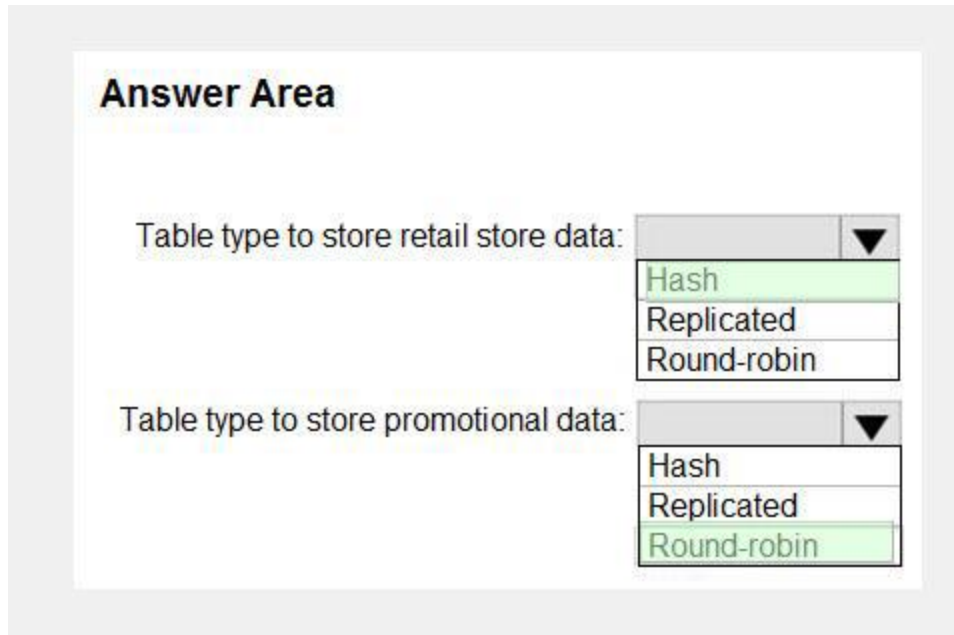 Answer Area
Table type to store retail store data:
Hash
Replicated
Round-robin
Table type to store promotional data:
Hash
Replicated
Round-robin